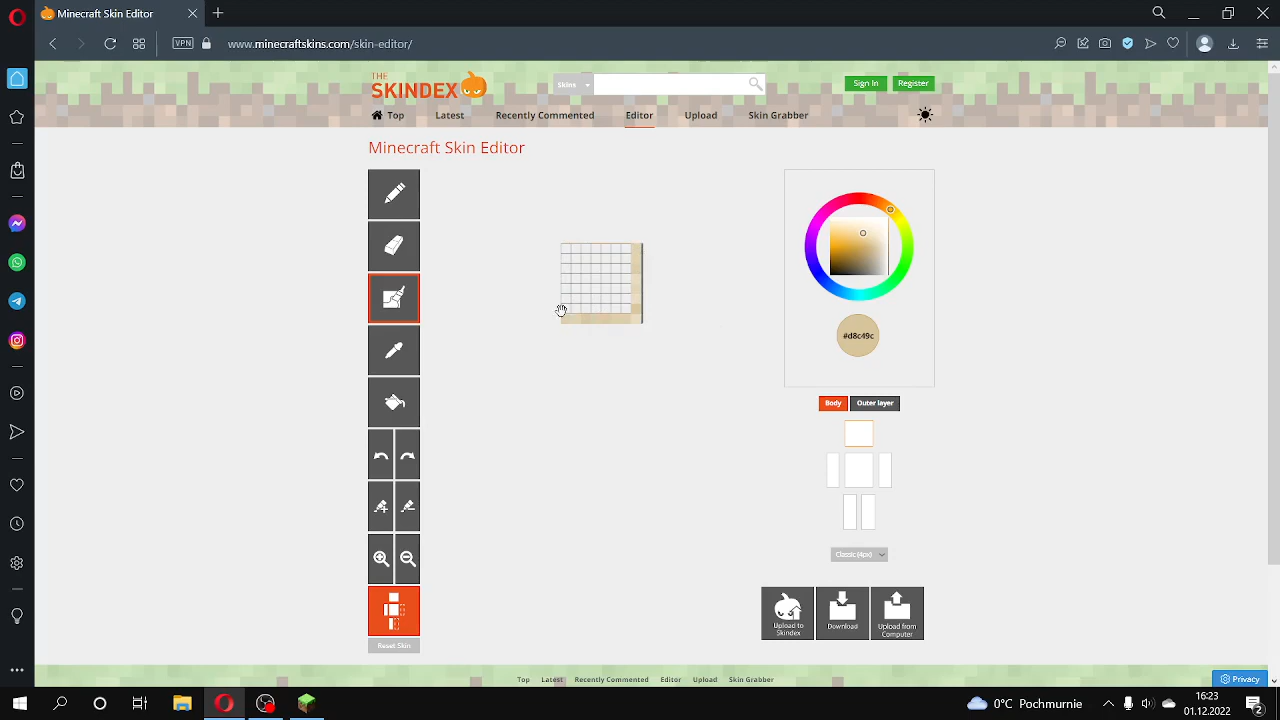 Minecraft Skin Editor
VPN
www.minecraftskins.com/skin-editor/
THE
SKINDEX
Skins
Sign In
Register
Top
Latest
Recently Commented
Editor
Upload
Skin Grabber
Minecraft Skin Editor
#d8c49c
Body
Outer layer
Classic (4px)
Upload to Skindex
Download
Upload from Computer
Reset Skin
Top
Latest
Recently Commented
Editor
Upload
Skin Grabber
Privacy
0°C Pochmurnie
16:23
01.12.2022
2